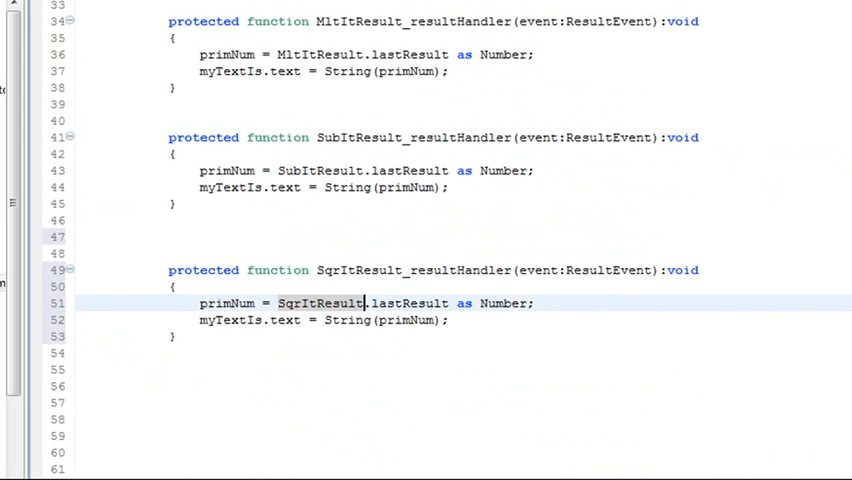 33
34 protected function MltItResult_resultHandler(event:ResultEvent):void
35 {
36 primNum = MltItResult.lastResult as Number;
37 myTextIs.text = String(primNum);
38 }
39
40
41 protected function SubItResult_resultHandler(event:ResultEvent):void
42 {
43 primNum = SubItResult.lastResult as Number;
44 myTextIs.text = String(primNum);
45 }
46
47
48
49 protected function SqrItResult_resultHandler(event:ResultEvent):void
50 {
51 primNum = SqrItResult.lastResult as Number;
52 myTextIs.text = String(primNum);
53 }
54
55
56
57
58
59
60
61